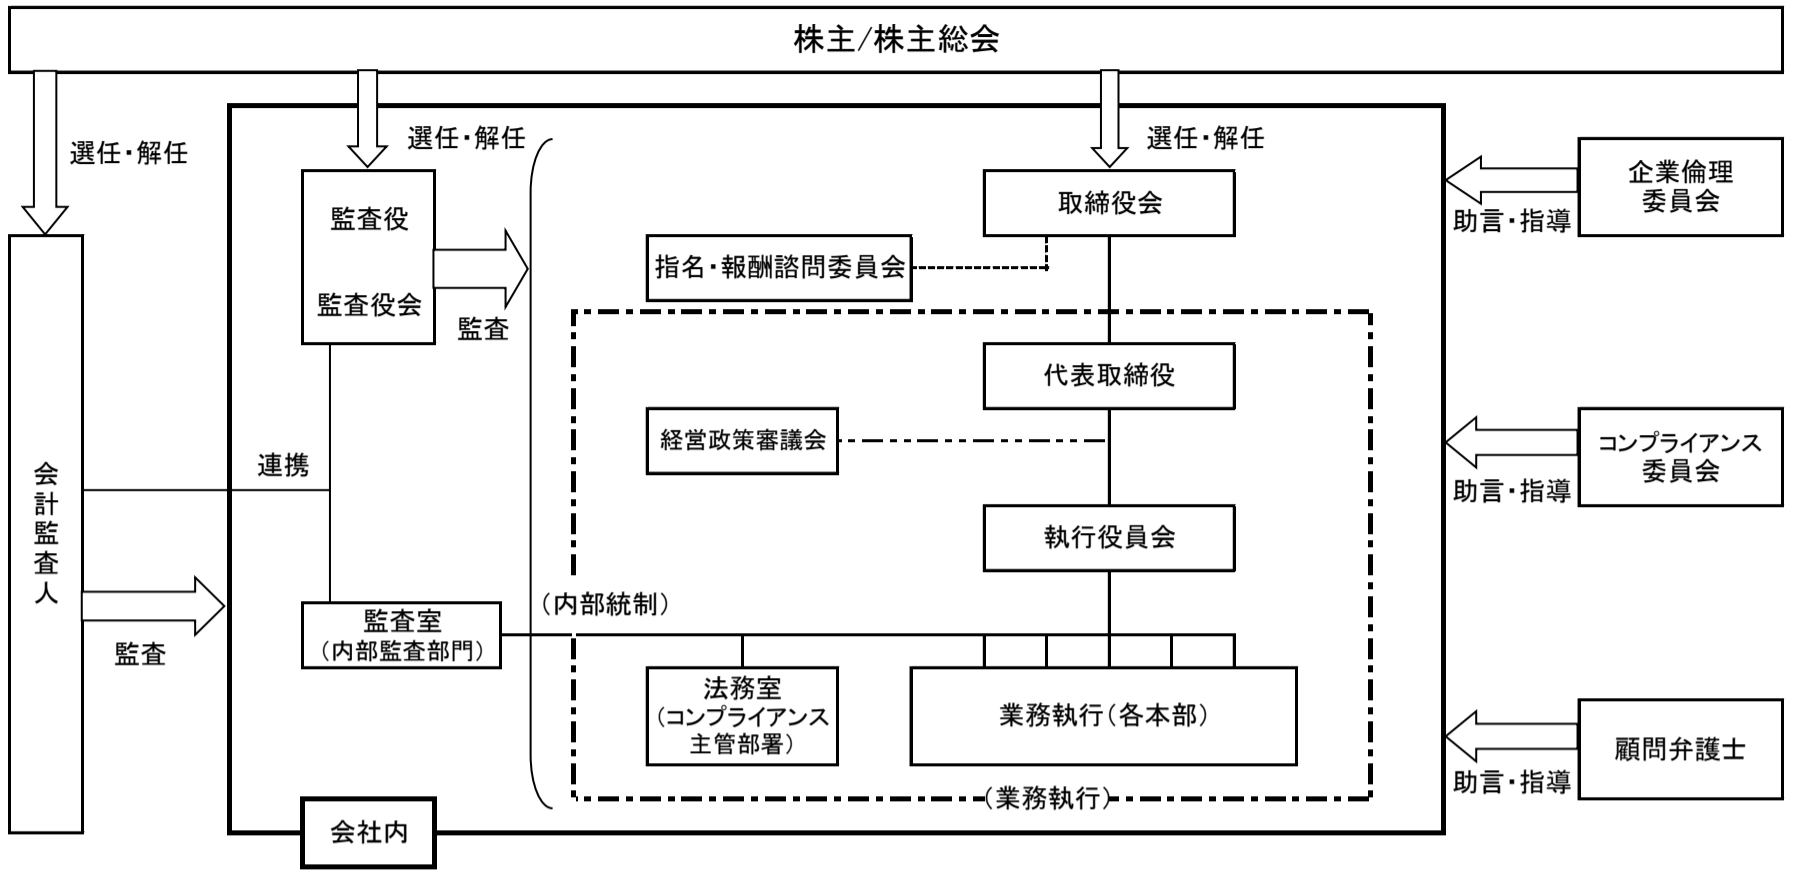 株主/株主総会
選任・解任
選任・解任
選任・解任
監査役
監査役会
監査
取締役会
指名・報酬諮問委員会
企業倫理
委員会
助言・指導
代表取締役
経営政策審議会
コンプライアンス
委員会
助言・指導
会計監査人
連携
執行役員会
監査
監査室
（内部監査部門）
（内部統制）
法務室
（コンプライアンス
主管部署）
業務執行（各本部）
顧問弁護士
助言・指導
（業務執行）
会社内